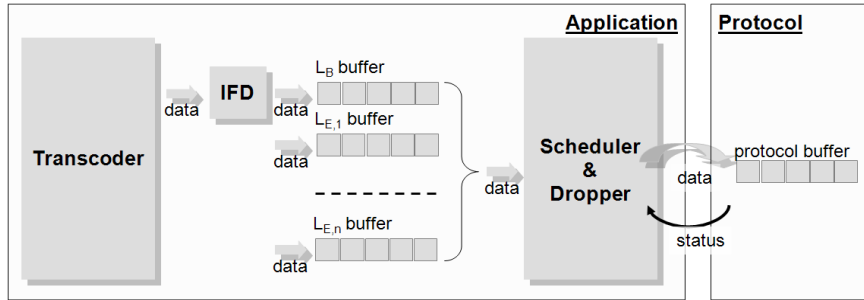 Application
Protocol
Transcoder
data
IFD
data
L_B buffer
L_E,1 buffer
data
L_E,n buffer
data
data
Scheduler
&
Dropper
data
status
protocol buffer